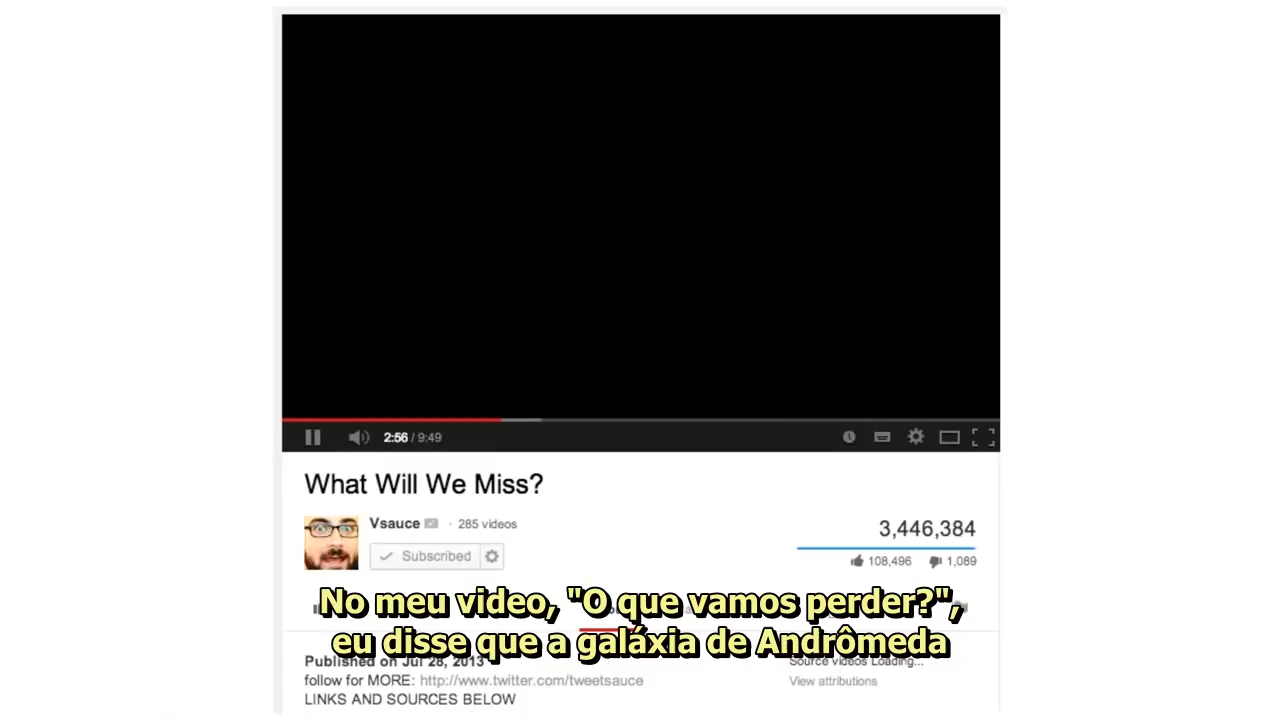 2:56 / 9:49
What Will We Miss?
Vsauce · 285 videos
Subscribed
3,446,384
108,496 1,089
No meu video, "O que vamos perder?",
eu disse que a galáxia de Andrômeda
Published on Jul 28, 2013
Source videos Loading...
follow for MORE: http://www.twitter.com/tweetsauce
View attributions
LINKS AND SOURCES BELOW